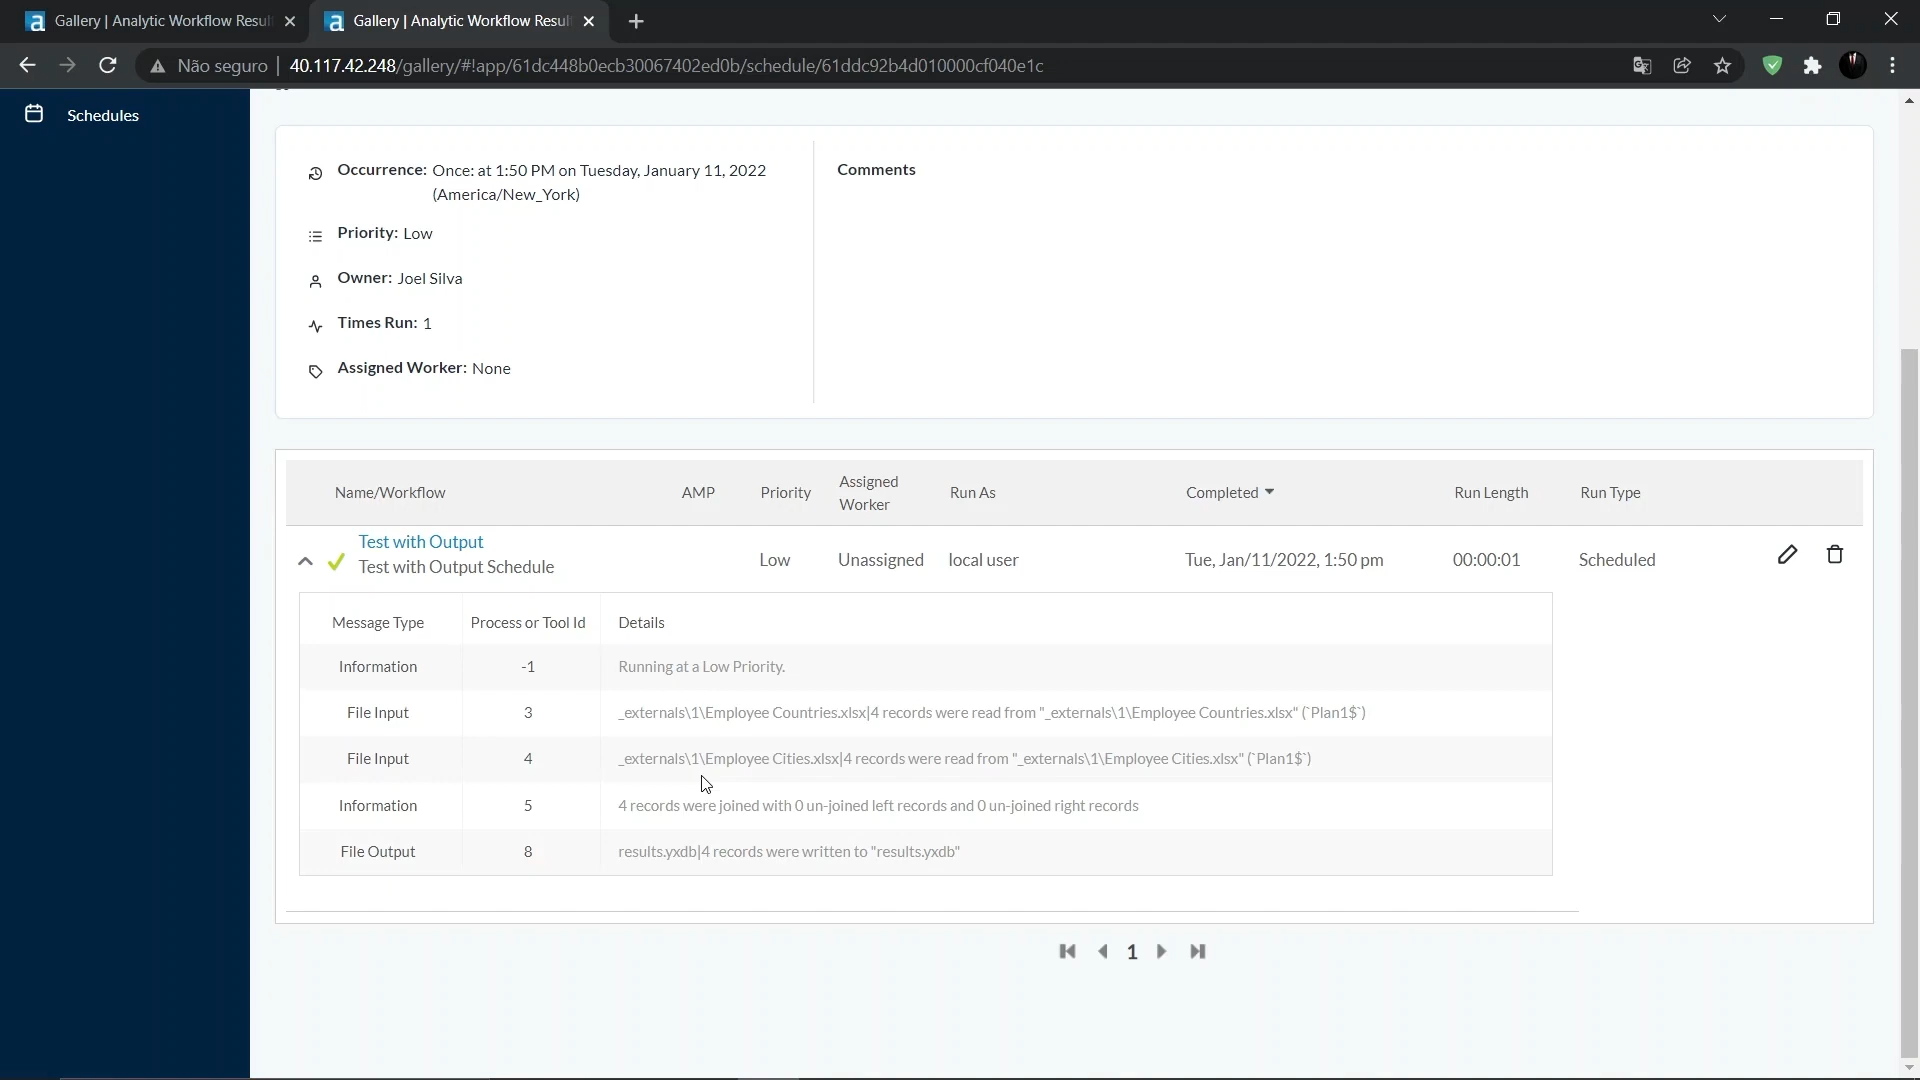 Gallery | Analytic Workflow Resul
Gallery | Analytic Workflow Resul
Não seguro | 40.117.42.248/gallery/#!app/61dc448b0ecb30067402ed0b/schedule/61ddc92b4d010000cf040e1c
Schedules
Occurrence: Once: at 1:50 PM on Tuesday, January 11, 2022
(America/New_York)
Priority: Low
Owner: Joel Silva
Times Run: 1
Assigned Worker: None
Comments
Name/Workflow AMP Priority Assigned Worker Run As Completed Run Length Run Type
Test with Output
Test with Output Schedule Low Unassigned local user Tue, Jan/11/2022, 1:50 pm 00:00:01 Scheduled
Message Type Process or Tool Id Details
Information -1 Running at a Low Priority.
File Input 3 _externals\1\Employee Countries.xlsx|4 records were read from "_externals\1\Employee Countries.xlsx" (`Plan1$`)
File Input 4 _externals\1\Employee Cities.xlsx|4 records were read from "_externals\1\Employee Cities.xlsx" (`Plan1$`)
Information 5 4 records were joined with 0 un-joined left records and 0 un-joined right records
File Output 8 results.yxdb|4 records were written to "results.yxdb"
1